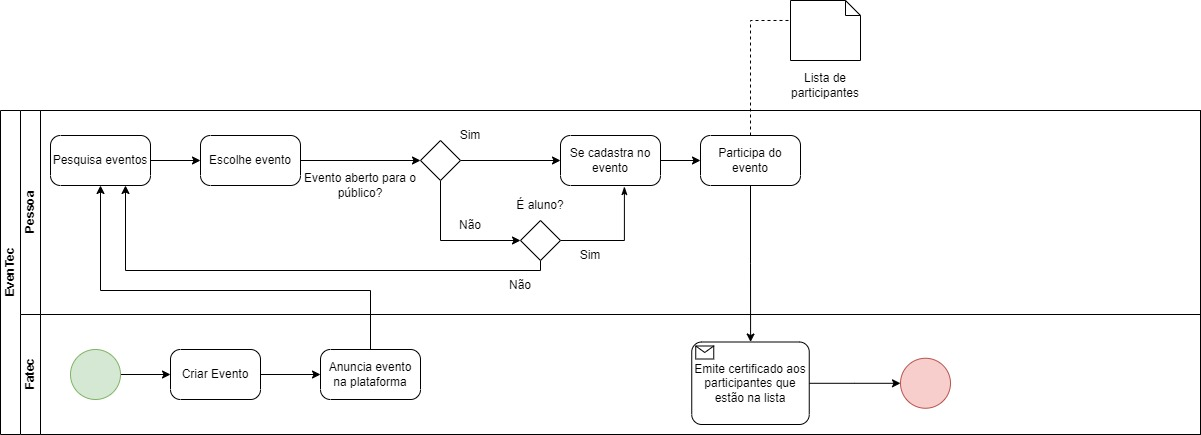 Lista de
participantes
EvenTec
Pessoa
Pesquisa eventos
Escolhe evento
Evento aberto para o
público?
Sim
Não
É aluno?
Sim
Não
Se cadastra no
evento
Participa do
evento
Fatec
Criar Evento
Anuncia evento
na plataforma
Emite certificado aos
participantes que
estão na lista